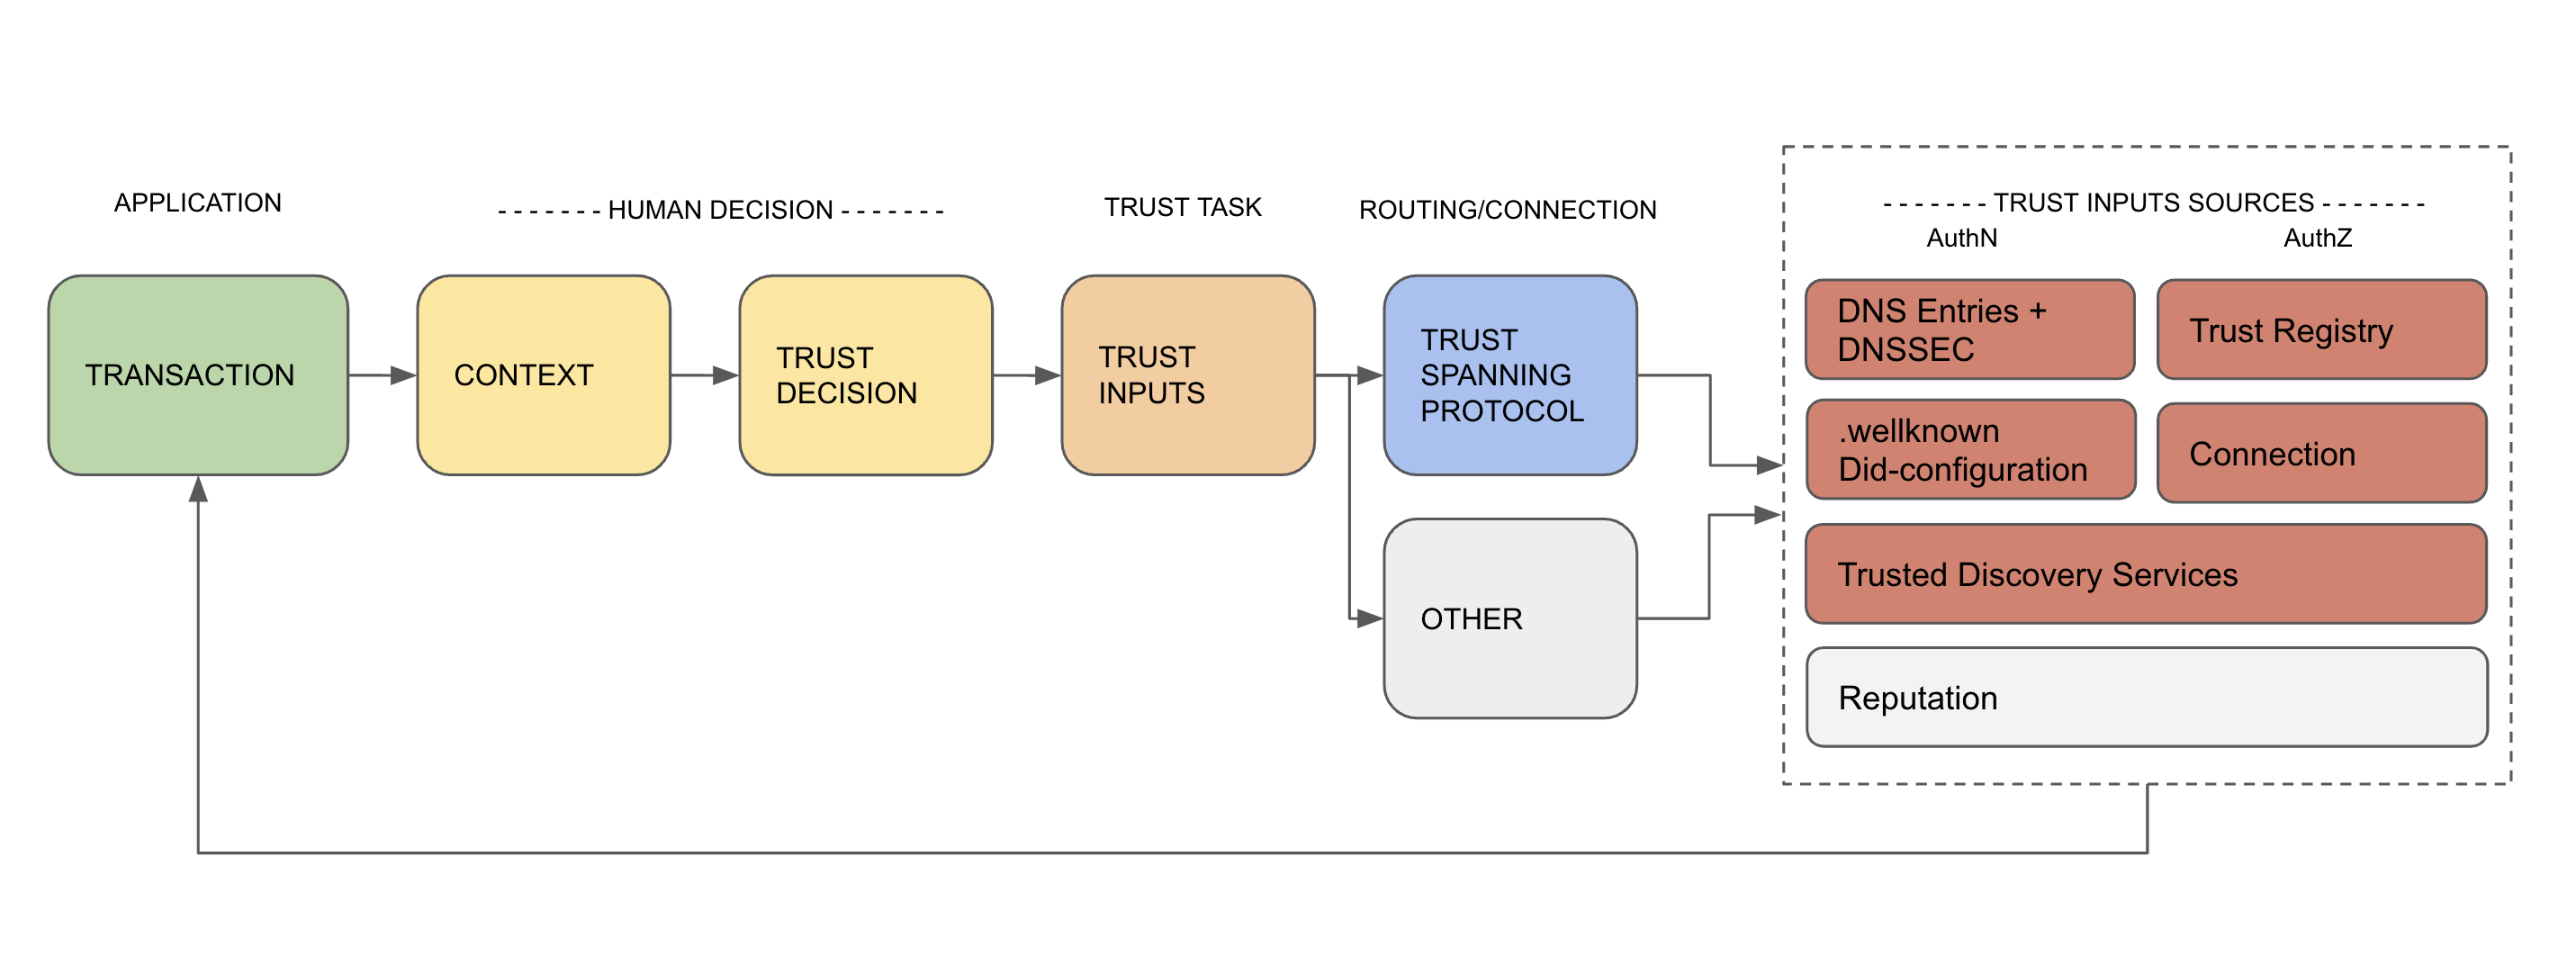 APPLICATION
- - - - - - - HUMAN DECISION - - - - - - -
TRUST TASK
ROUTING/CONNECTION
- - - - - - - TRUST INPUTS SOURCES - - - - - - -
AuthN
AuthZ
TRANSACTION
CONTEXT
TRUST
DECISION
TRUST
INPUTS
TRUST
SPANNING
PROTOCOL
OTHER
DNS Entries +
DNSSEC
Trust Registry
.wellknown
Did-configuration
Connection
Trusted Discovery Services
Reputation